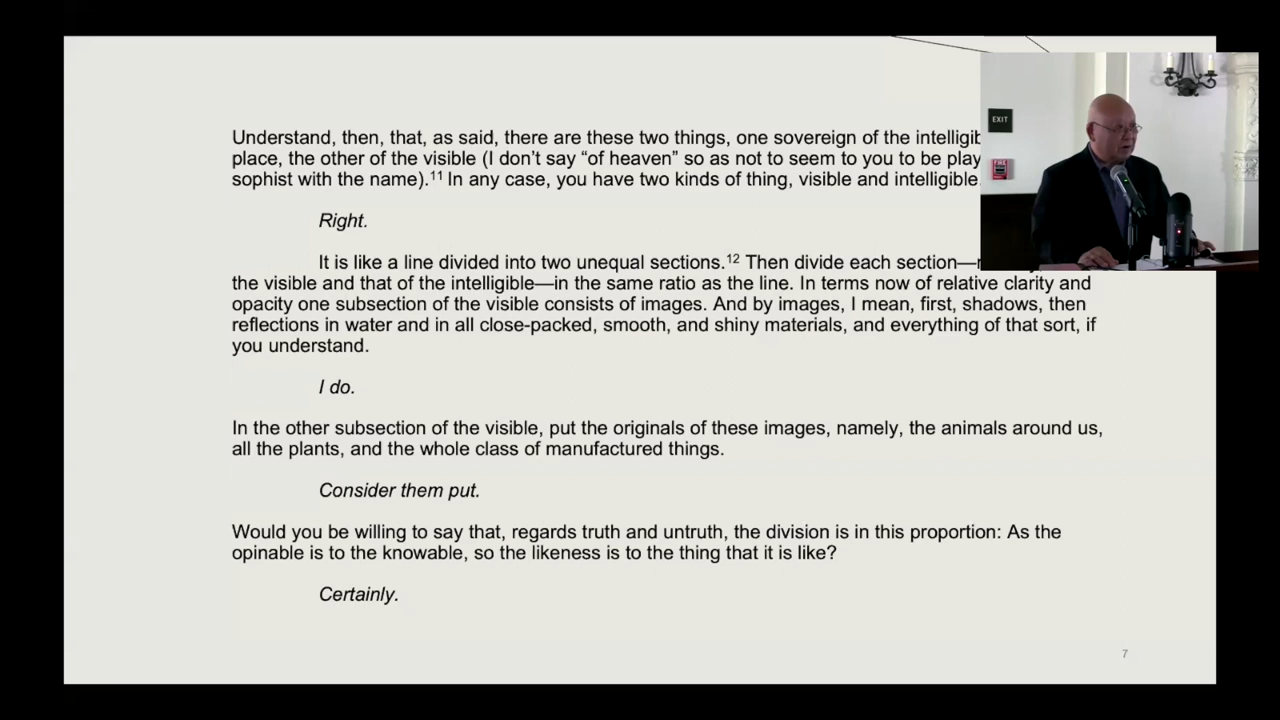 Understand, then, that, as said, there are these two things, one sovereign of the
place, the other of the visible (I don't say “of heaven” so as not to seem to you to be
sophist with the name).¹¹ In any case, you have two kinds of thing, visible and intelligible
Right.
It is like a line divided into two unequal sections.¹² Then divide each section—
the visible and that of the intelligible—in the same ratio as the line. In terms now of relative clarity and
opacity one subsection of the visible consists of images. And by images, I mean, first, shadows, then
reflections in water and in all close-packed, smooth, and shiny materials, and everything of that sort, if
you understand.
I do.
In the other subsection of the visible, put the originals of these images, namely, the animals around us,
all the plants, and the whole class of manufactured things.
Consider them put.
Would you be willing to say that, regards truth and untruth, the division is in this proportion: As the
opinable is to the knowable, so the likeness is to the thing that it is like?
Certainly.
7
EXIT
FIRE